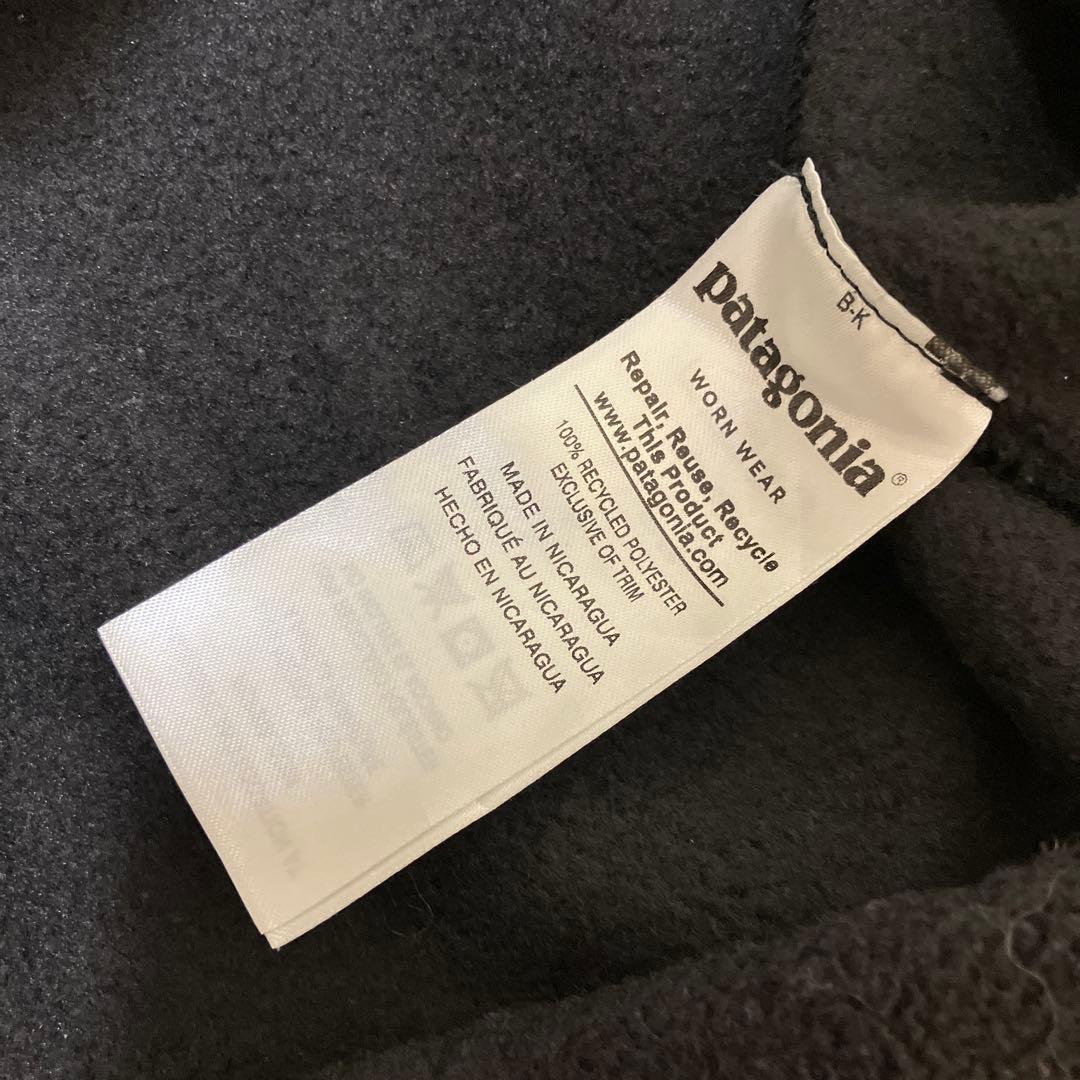 B-K
patagonia®
WORN WEAR
Repair, Reuse, Recycle
This Product
www.patagonia.com
100% RECYCLED POLYESTER
EXCLUSIVE OF TRIM
MADE IN NICARAGUA
FABRIQUÉ AU NICARAGUA
HECHO EN NICARAGUA